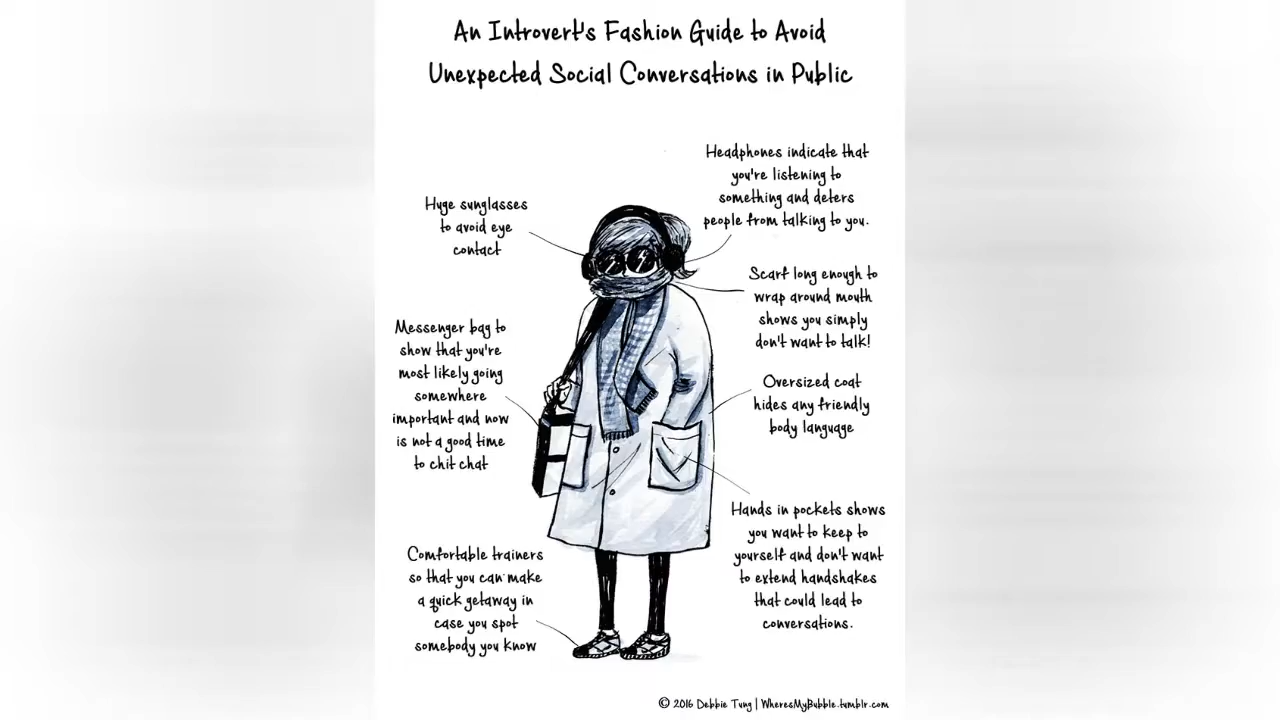 An Introvert's Fashion Guide to Avoid
Unexpected Social Conversations in Public
Headphones indicate that
you're listening to
something and deters
people from talking to you.
Huge sunglasses
to avoid eye
contact
Scarf long enough to
wrap around mouth
shows you simply
don't want to talk!
Messenger bag to
show that you're
most likely going
somewhere
important and now
is not a good time
to chit chat
Oversized coat
hides any friendly
body language
Hands in pockets shows
you want to keep to
yourself and don't want
to extend handshakes
that could lead to
conversations.
Comfortable trainers
so that you can make
a quick getaway in
case you spot
somebody you know
© 2016 Debbie Tung | WheresMyBubble.tumblr.com